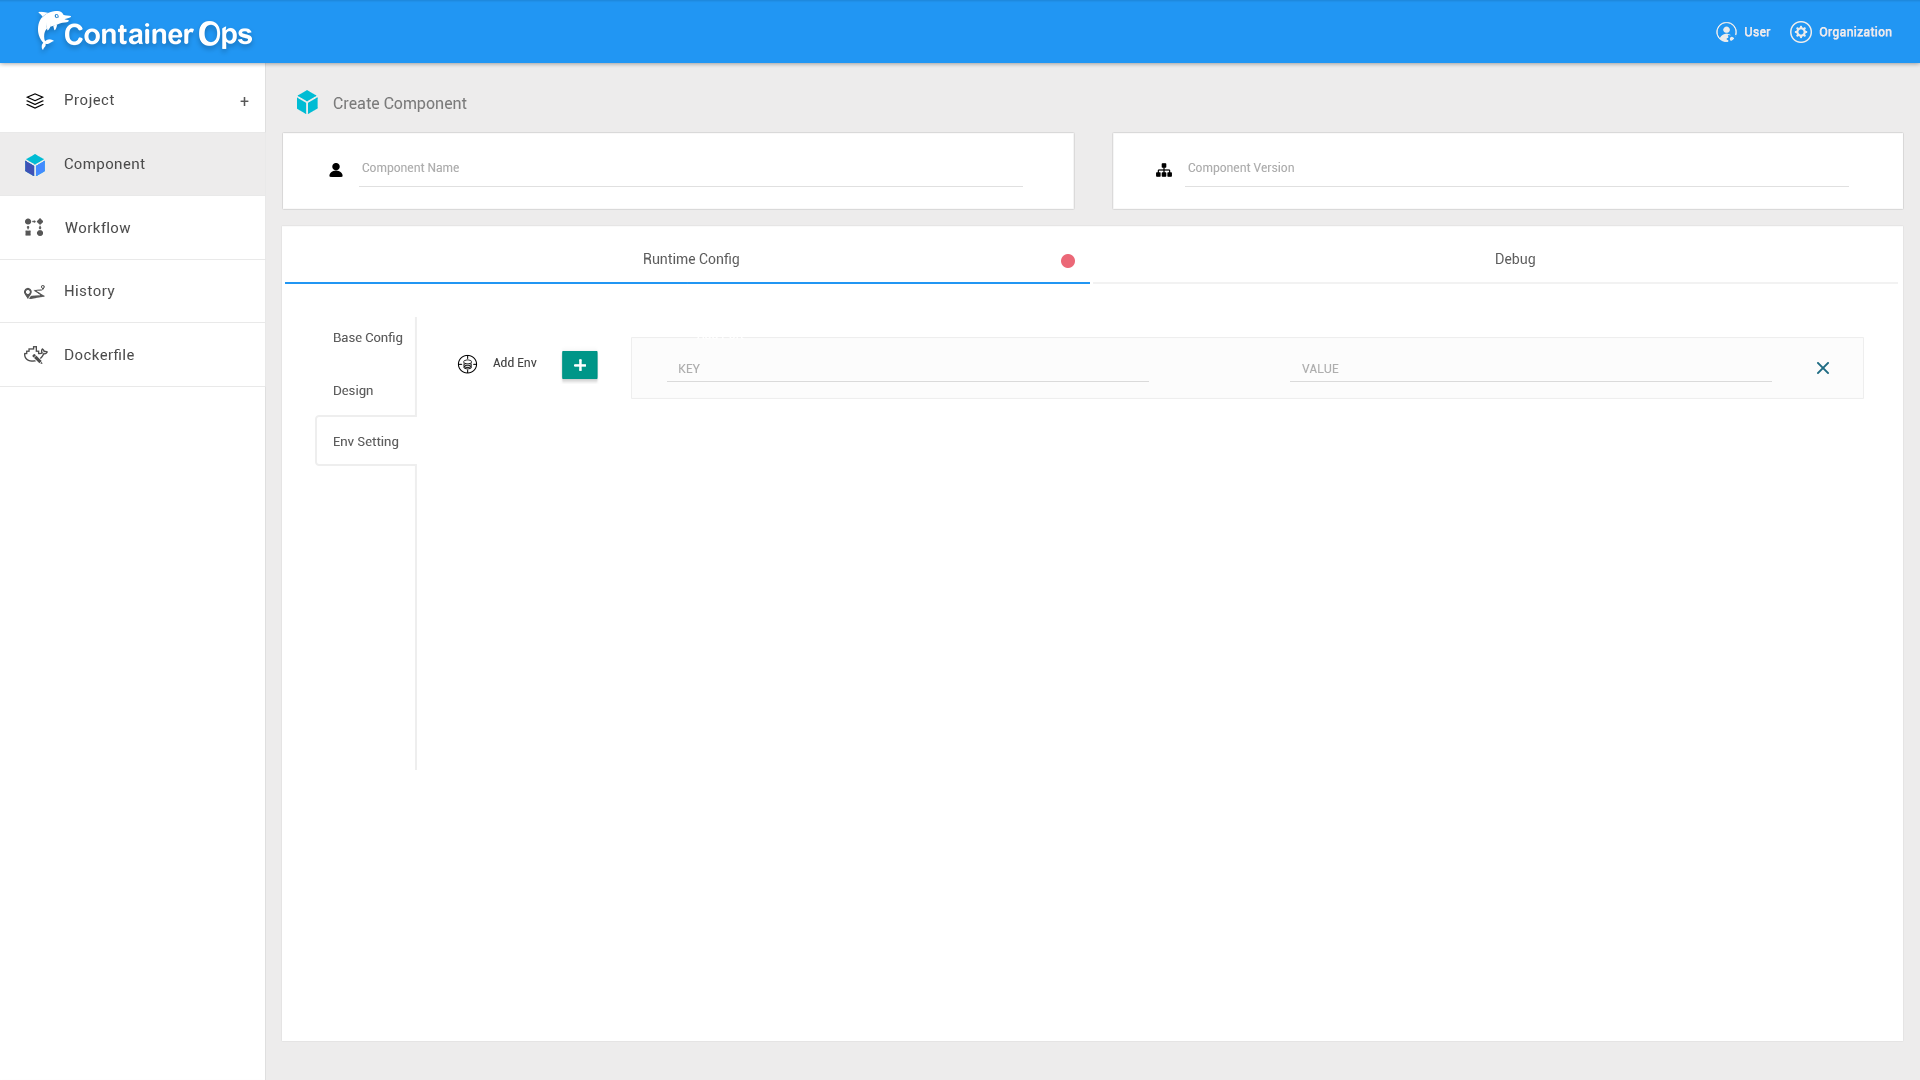 Container Ops
User
Organization
Project +
Component
Workflow
History
Dockerfile
Create Component
Component Name
Component Version
Runtime Config
Debug
Base Config
Design
Env Setting
Add Env +
KEY
VALUE